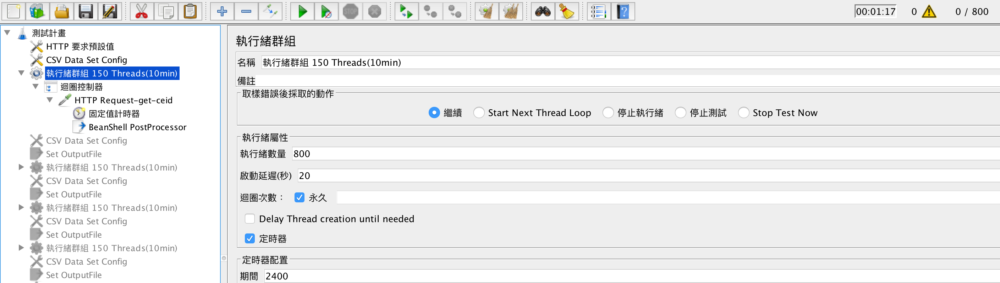 STOP
00:01:17 0 0 / 800
測試計畫
HTTP 要求預設值
CSV Data Set Config
執行緒群組 150 Threads(10min)
迴圈控制器
HTTP Request-get-ceid
固定值計時器
BeanShell PostProcessor
CSV Data Set Config
Set OutputFile
執行緒群組 150 Threads(10min)
CSV Data Set Config
Set OutputFile
執行緒群組 150 Threads(10min)
CSV Data Set Config
Set OutputFile
執行緒群組 150 Threads(10min)
CSV Data Set Config
Set OutputFile
執行緒群組
名稱 執行緒群組 150 Threads(10min)
備註
取樣錯誤後採取的動作
繼續 Start Next Thread Loop 停止執行緒 停止測試 Stop Test Now
執行緒屬性
執行緒數量 800
啟動延遲(秒) 20
迴圈次數： 永久
Delay Thread creation until needed
定時器
定時器配置
期間 2400